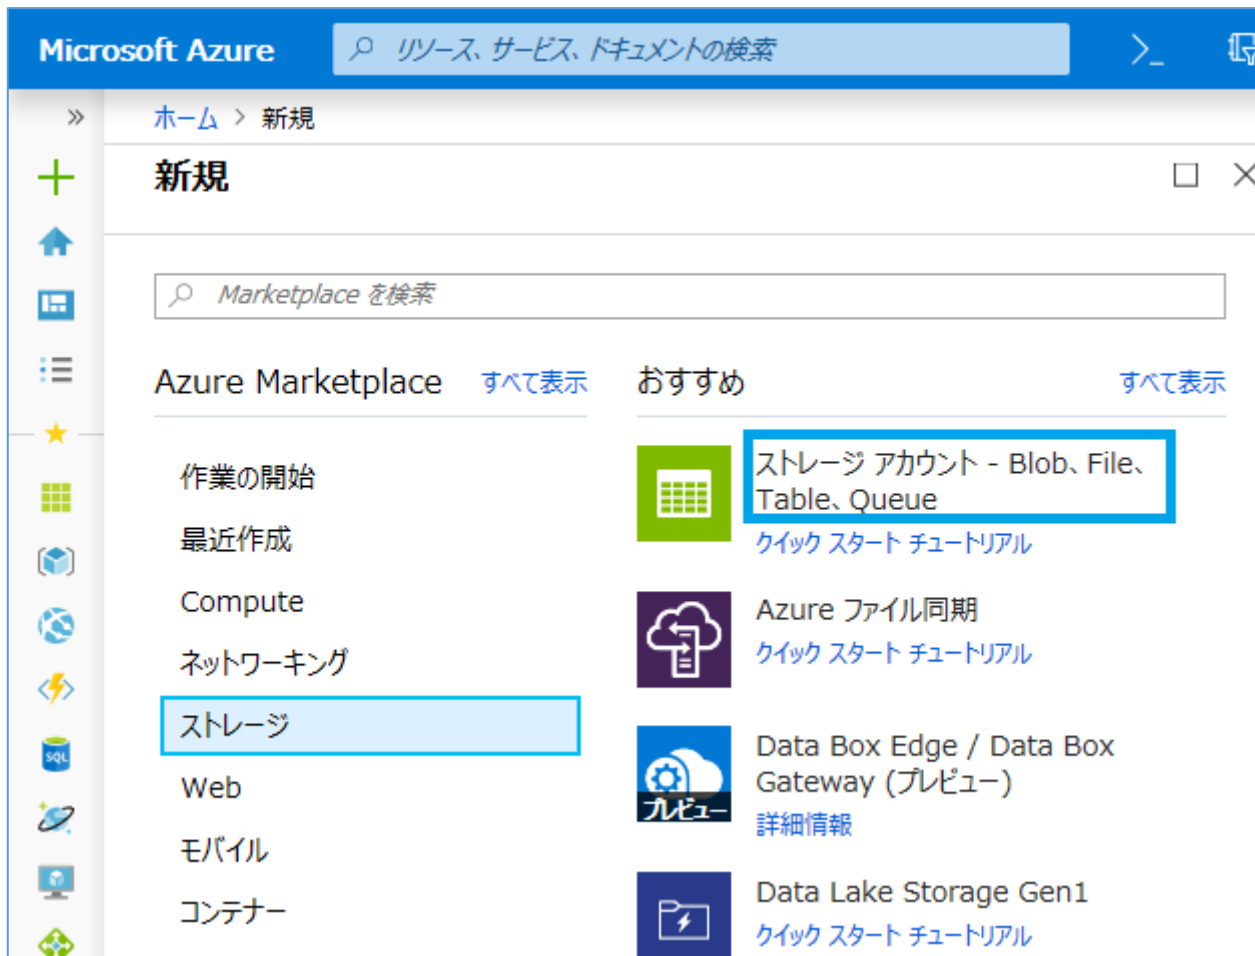 Microsoft Azure
リソース、サービス、ドキュメントの検索
ホーム > 新規
新規
Marketplace を検索
Azure Marketplace すべて表示
作業の開始
最近作成
Compute
ネットワーキング
ストレージ
Web
モバイル
コンテナー
おすすめ すべて表示
ストレージ アカウント - Blob、File、
Table、Queue
クイック スタート チュートリアル
Azure ファイル同期
クイック スタート チュートリアル
プレビュー
Data Box Edge / Data Box
Gateway (プレビュー)
詳細情報
Data Lake Storage Gen1
クイック スタート チュートリアル
SQL